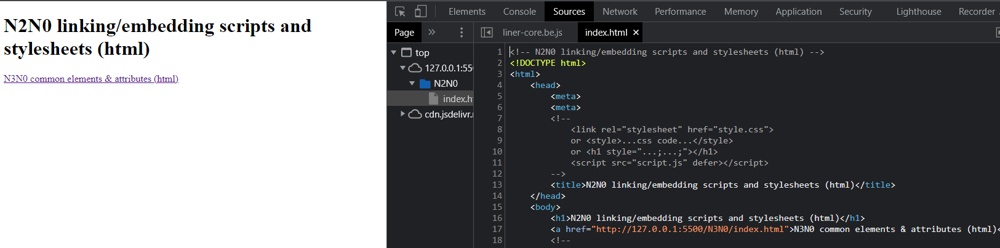 N2N0 linking/embedding scripts and
stylesheets (html)
N3N0 common elements & attributes (html)
Elements Console Sources Network Performance Memory Application Security Lighthouse Recorder
Page » liner-core.be.js index.html ×
top
127.0.0.1:550
N2N0
index.ht
cdn.jsdelivr.n
1 <!-- N2N0 linking/embedding scripts and stylesheets (html) -->
2 <!DOCTYPE html>
3 <html>
4 <head>
5 <meta>
6 <meta>
7 <!--
8 <link rel="stylesheet" href="style.css">
9 or <style>...css code...</style>
10 or <h1 style="...;...;"></h1>
11 <script src="script.js" defer></script>
12 -->
13 <title>N2N0 linking/embedding scripts and stylesheets (html)</title>
14 </head>
15 <body>
16 <h1>N2N0 linking/embedding scripts and stylesheets (html)</h1>
17 <a href="http://127.0.0.1:5500/N3N0/index.html">N3N0 common elements & attributes (html)<
18 <!--